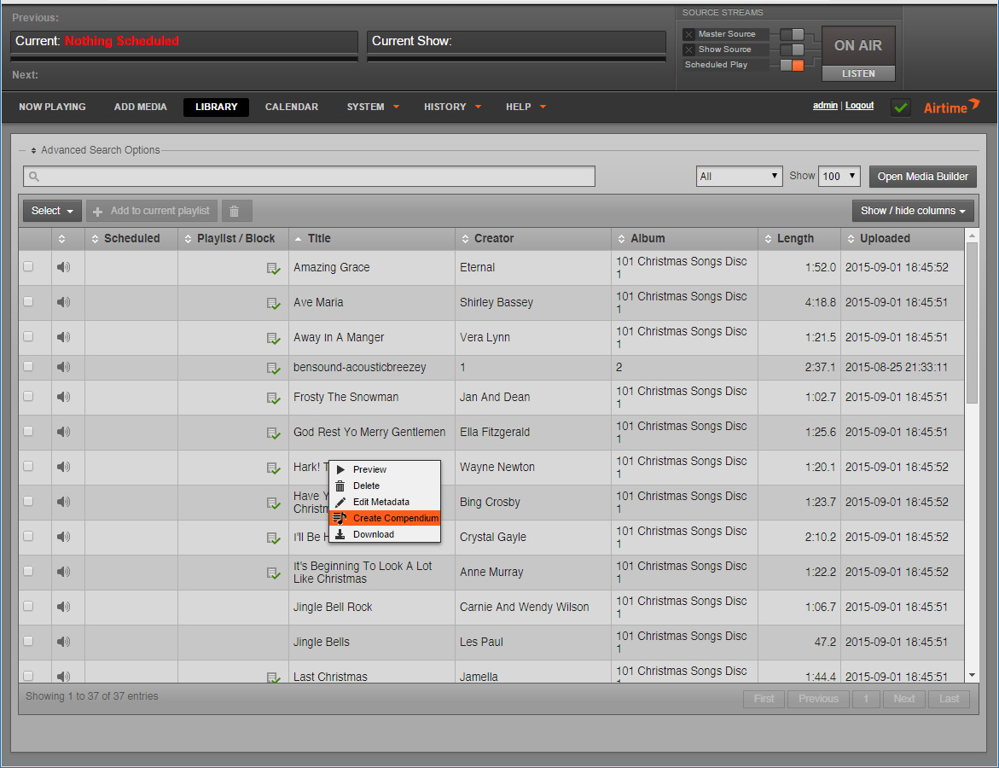 Previous:
Current: Nothing Scheduled
Current Show:
Next:
SOURCE STREAMS
Master Source
Show Source
Scheduled Play
ON AIR
LISTEN
NOW PLAYING ADD MEDIA LIBRARY CALENDAR SYSTEM HISTORY HELP
admin | Logout
Airtime
Advanced Search Options
All Show 100 Open Media Builder
Select Add to current playlist Show / hide columns
Scheduled Playlist / Block Title Creator Album Length Uploaded
Amazing Grace Eternal 101 Christmas Songs Disc 1 1:52.0 2015-09-01 18:45:52
Ave Maria Shirley Bassey 101 Christmas Songs Disc 1 4:18.8 2015-09-01 18:45:51
Away In A Manger Vera Lynn 101 Christmas Songs Disc 1 1:21.5 2015-09-01 18:45:51
bensound-acousticbreezey 1 2 2:37.1 2015-08-25 21:33:11
Frosty The Snowman Jan And Dean 101 Christmas Songs Disc 1 1:02.7 2015-09-01 18:45:51
God Rest Yo Merry Gentlemen Ella Fitzgerald 101 Christmas Songs Disc 1 1:25.6 2015-09-01 18:45:51
Hark! T Wayne Newton 101 Christmas Songs Disc 1 1:20.1 2015-09-01 18:45:52
Have Y Christm Bing Crosby 101 Christmas Songs Disc 1 1:23.7 2015-09-01 18:45:52
I'll Be H Crystal Gayle 101 Christmas Songs Disc 1 2:10.2 2015-09-01 18:45:52
Preview
Delete
Edit Metadata
Create Compendium
Download
It's Beginning To Look A Lot Like Christmas Anne Murray 101 Christmas Songs Disc 1 1:22.2 2015-09-01 18:45:52
Jingle Bell Rock Carnie And Wendy Wilson 101 Christmas Songs Disc 1 1:06.7 2015-09-01 18:45:51
Jingle Bells Les Paul 101 Christmas Songs Disc 1 47.2 2015-09-01 18:45:51
Last Christmas Jamella 101 Christmas Songs Disc 1:44.4 2015-09-01 18:45:51
Showing 1 to 37 of 37 entries
First Previous 1 Next Last